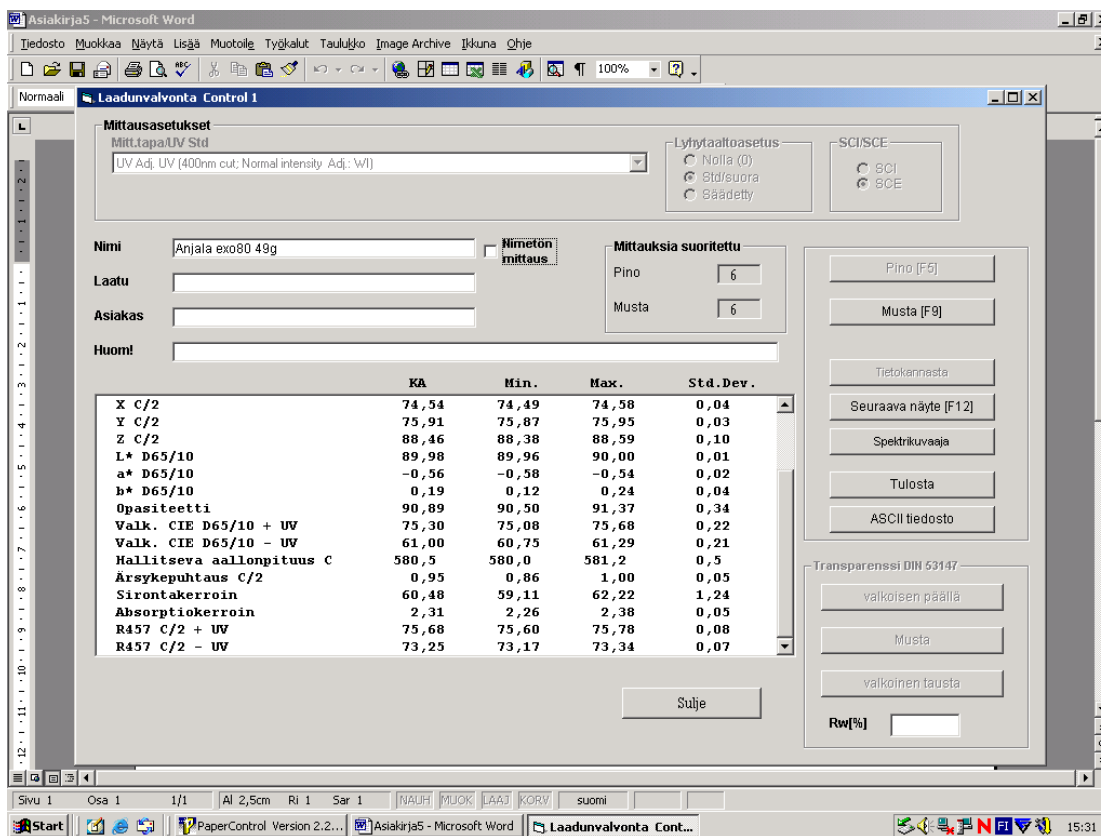 Asiakirja5 - Microsoft Word
Tiedosto Muokkaa Näytä Lisää Muotoile Työkalut Taulukko Image Archive Ikkuna Ohje
100%
Normaali
Laadunvalvonta Control 1
Mittausasetukset
Mitt.tapa/UV Std
UV Adj. UV (400nm cut; Normal intensity Adj.: WI)
Lyhytaaltoasetus
Nolla (0)
Std/suora
Säädetty
SCI/SCE
SCI
SCE
Nimi Anjala exo80 49g
Nimetön mittaus
Laatu
Asiakas
Huom!
Mittauksia suoritettu
Pino 6
Musta 6
Pino [F5]
Musta [F9]
Tietokannasta
Seuraava näyte [F12]
Spektrikuvaaja
Tulosta
ASCII tiedosto
KA Min. Max. Std.Dev.
X C/2 74,54 74,49 74,58 0,04
Y C/2 75,91 75,87 75,95 0,03
Z C/2 88,46 88,38 88,59 0,10
L* D65/10 89,98 89,96 90,00 0,01
a* D65/10 -0,56 -0,58 -0,54 0,02
b* D65/10 0,19 0,12 0,24 0,04
Opasiteetti 90,89 90,50 91,37 0,34
Valk. CIE D65/10 + UV 75,30 75,08 75,68 0,22
Valk. CIE D65/10 - UV 61,00 60,75 61,29 0,21
Hallitseva aallonpituus C 580,5 580,0 581,2 0,5
Ärsykepuhtaus C/2 0,95 0,86 1,00 0,05
Sirontakerroin 60,48 59,11 62,22 1,24
Absorptiokerroin 2,31 2,26 2,38 0,05
R457 C/2 + UV 75,68 75,60 75,78 0,08
R457 C/2 - UV 73,25 73,17 73,34 0,07
Transparenssi DIN 53147
valkoisen päällä
Musta
valkoinen tausta
Rw[%]
Sulje
Sivu 1 Osa 1 1/1 Al 2,5cm Ri 1 Sar 1 NAUH MUOK LAAJ KORV suomi
Start PaperControl Version 2.2... Asiakirja5 - Microsoft Word Laadunvalvonta Cont... N FI 15:31